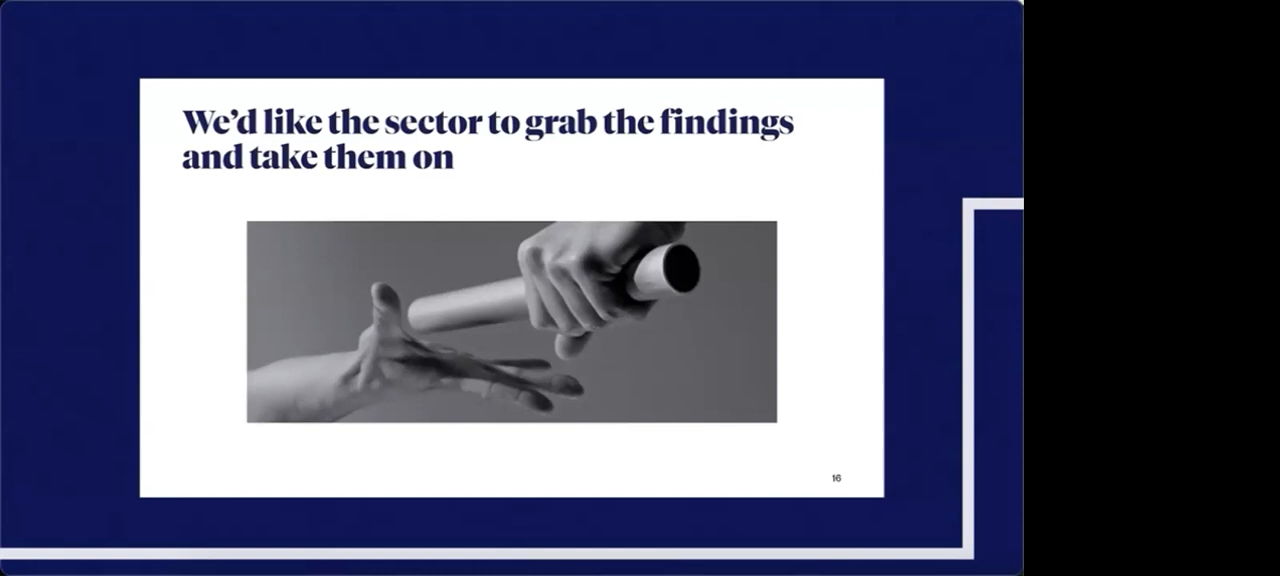 We’d like the sector to grab the findings
and take them on
16